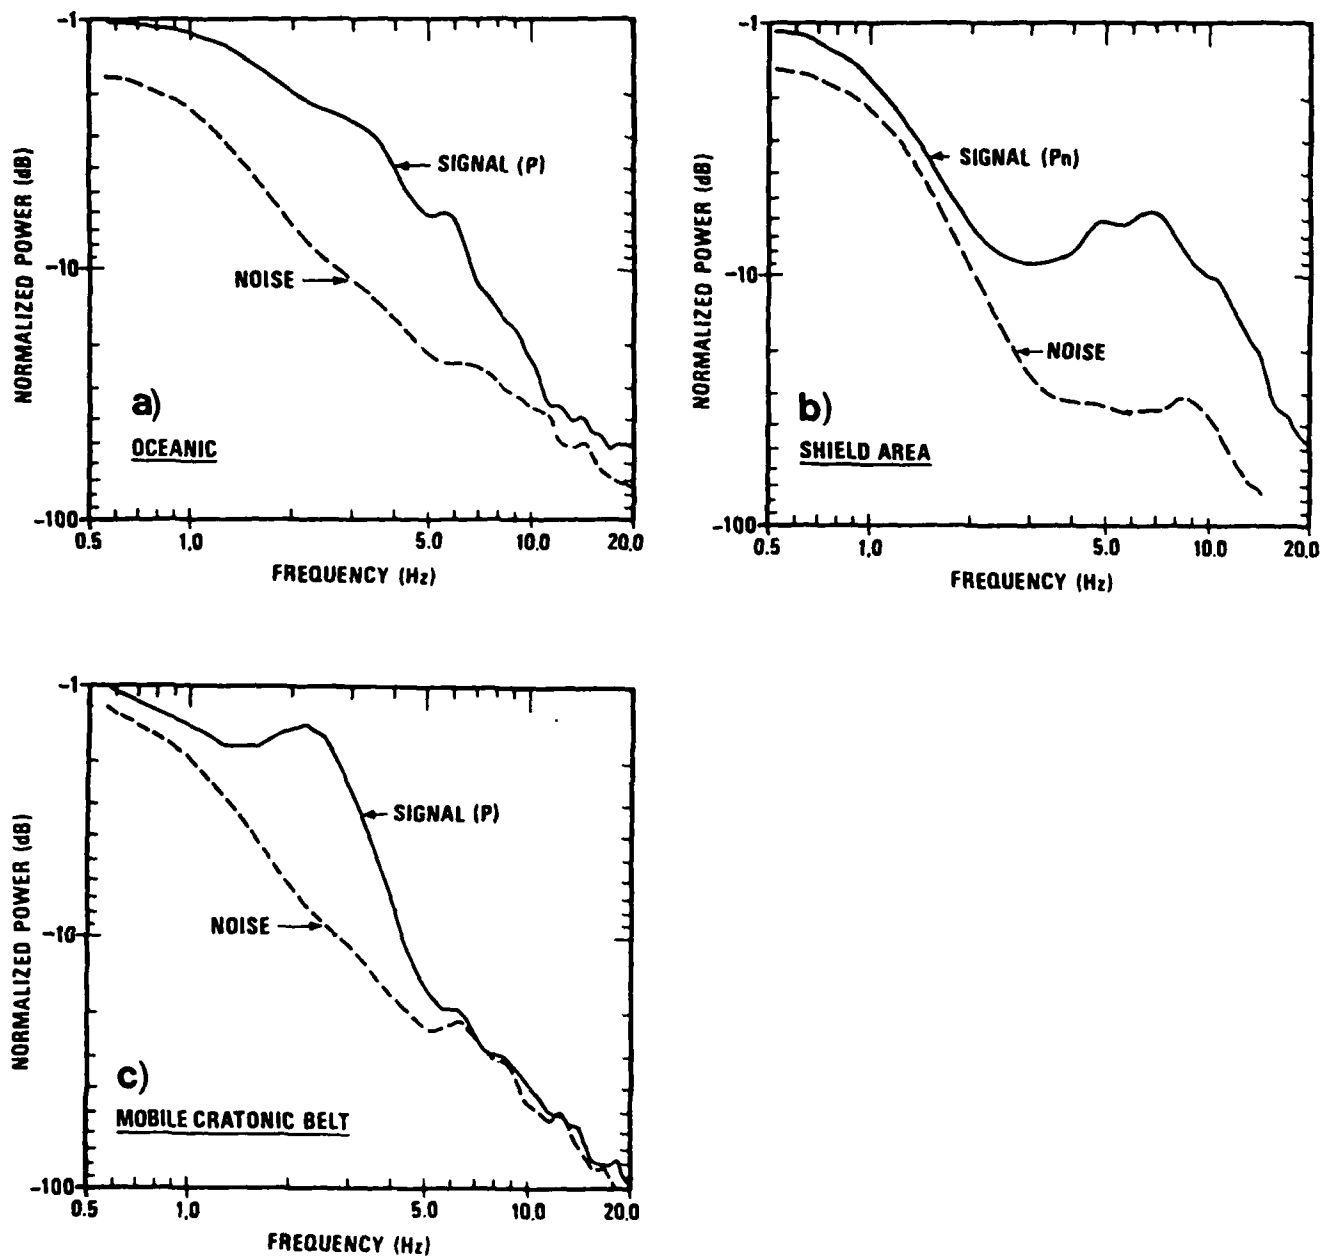 -1
-10
-100
NORMALIZED POWER (dB)
SIGNAL (P)
NOISE
a)
OCEANIC
0.5 1.0 5.0 10.0 20.0
FREQUENCY (Hz)
-1
-10
-100
NORMALIZED POWER (dB)
SIGNAL (Pn)
NOISE
b)
SHIELD AREA
0.5 1.0 5.0 10.0 20.0
FREQUENCY (Hz)
-1
-10
-100
NORMALIZED POWER (dB)
SIGNAL (P)
NOISE
c)
MOBILE CRATONIC BELT
0.5 1.0 5.0 10.0 20.0
FREQUENCY (Hz)